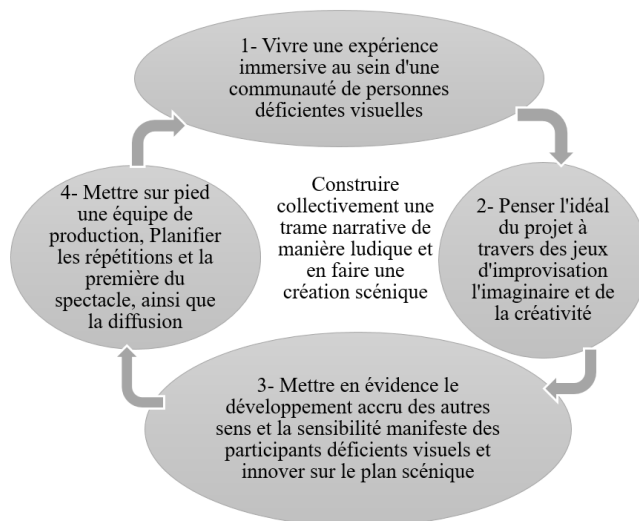 1- Vivre une expérience
immersive au sein d'une
communauté de personnes
déficientes visuelles
2- Penser l'idéal
du projet à
travers des jeux
d'improvisation
l'imaginaire et de
la créativité
3- Mettre en évidence le
développement accru des autres
sens et la sensibilité manifeste des
participants déficients visuels et
innover sur le plan scénique
4- Mettre sur pied
une équipe de
production, Planifier
les répétitions et la
première du
spectacle, ainsi que
la diffusion
Construire
collectivement une
trame narrative de
manière ludique et
en faire une
création scénique